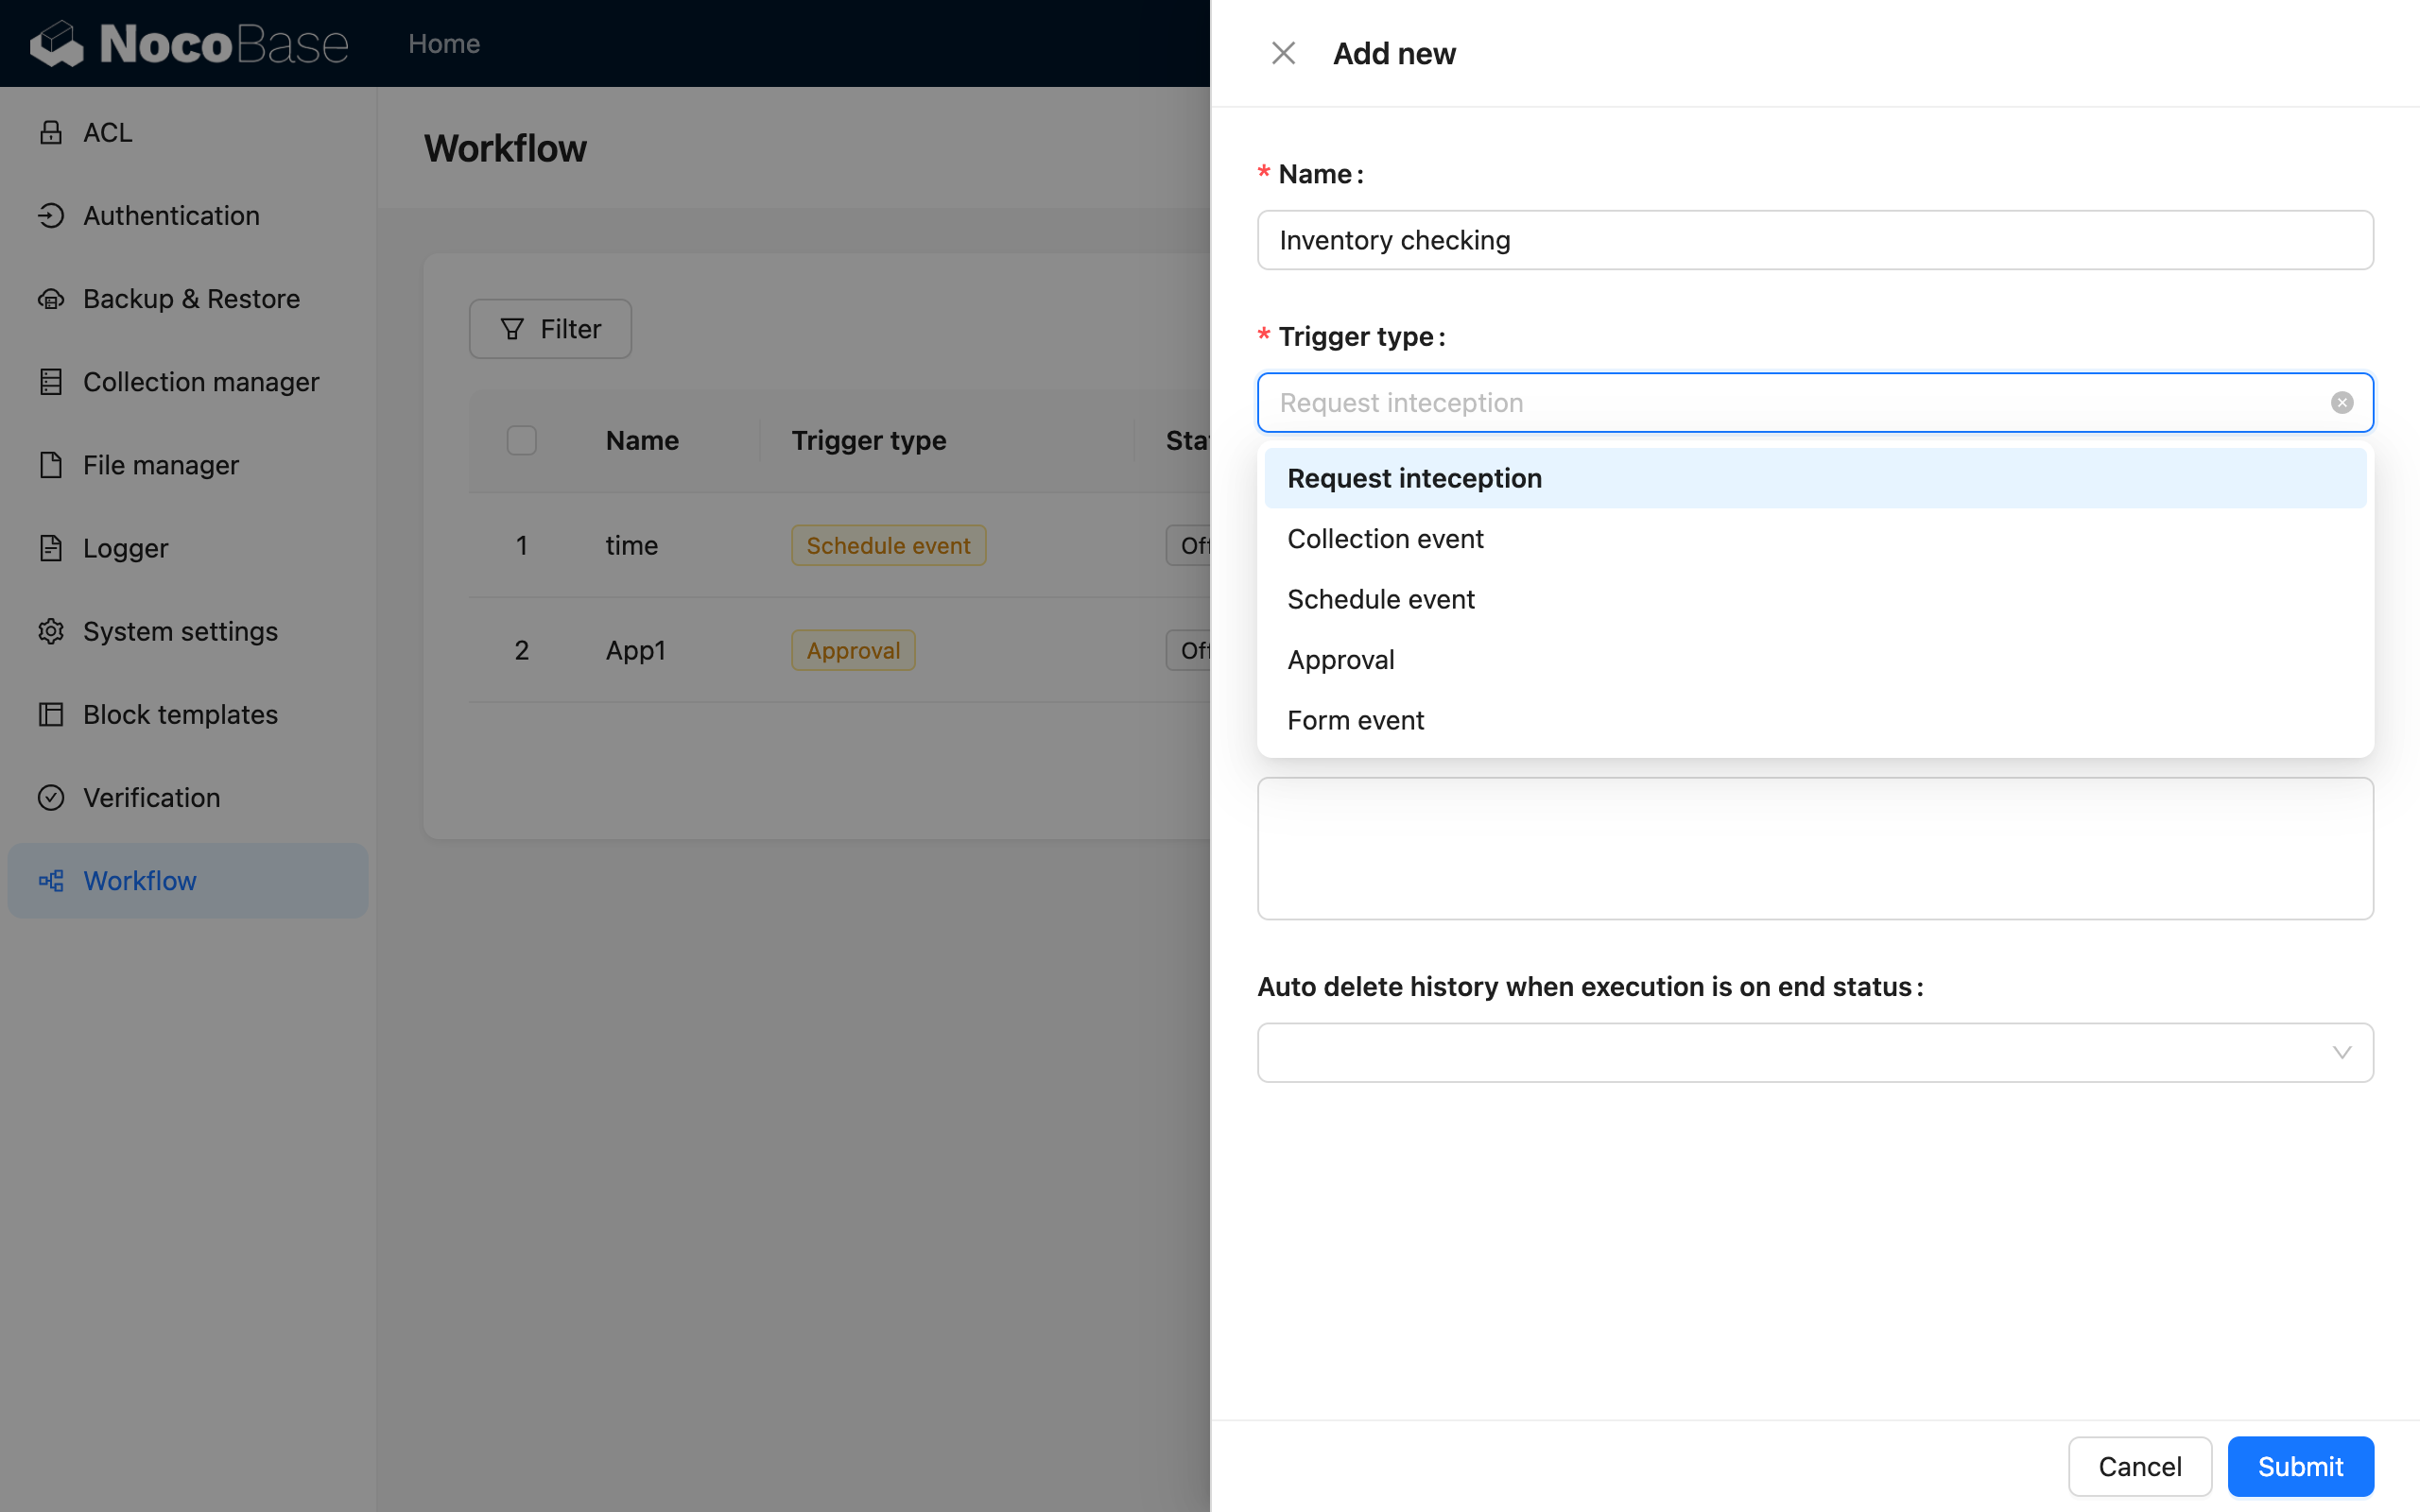 NocoBase
Home
ACL
Authentication
Backup & Restore
Collection manager
File manager
Logger
System settings
Block templates
Verification
Workflow
Workflow
Filter
Name Trigger type Sta
1 time Schedule event Off
2 App1 Approval Off
Add new
* Name:
Inventory checking
* Trigger type:
Request inteception
Request inteception
Collection event
Schedule event
Approval
Form event
Auto delete history when execution is on end status:
Cancel Submit